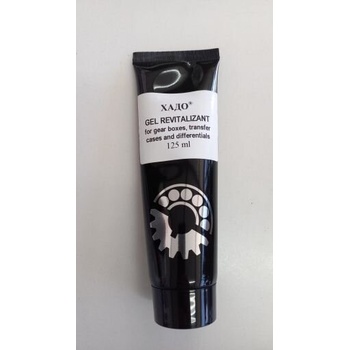 ХАДО®
GEL REVITALIZANT
for gear boxes, transfer
cases and differentials
125 ml